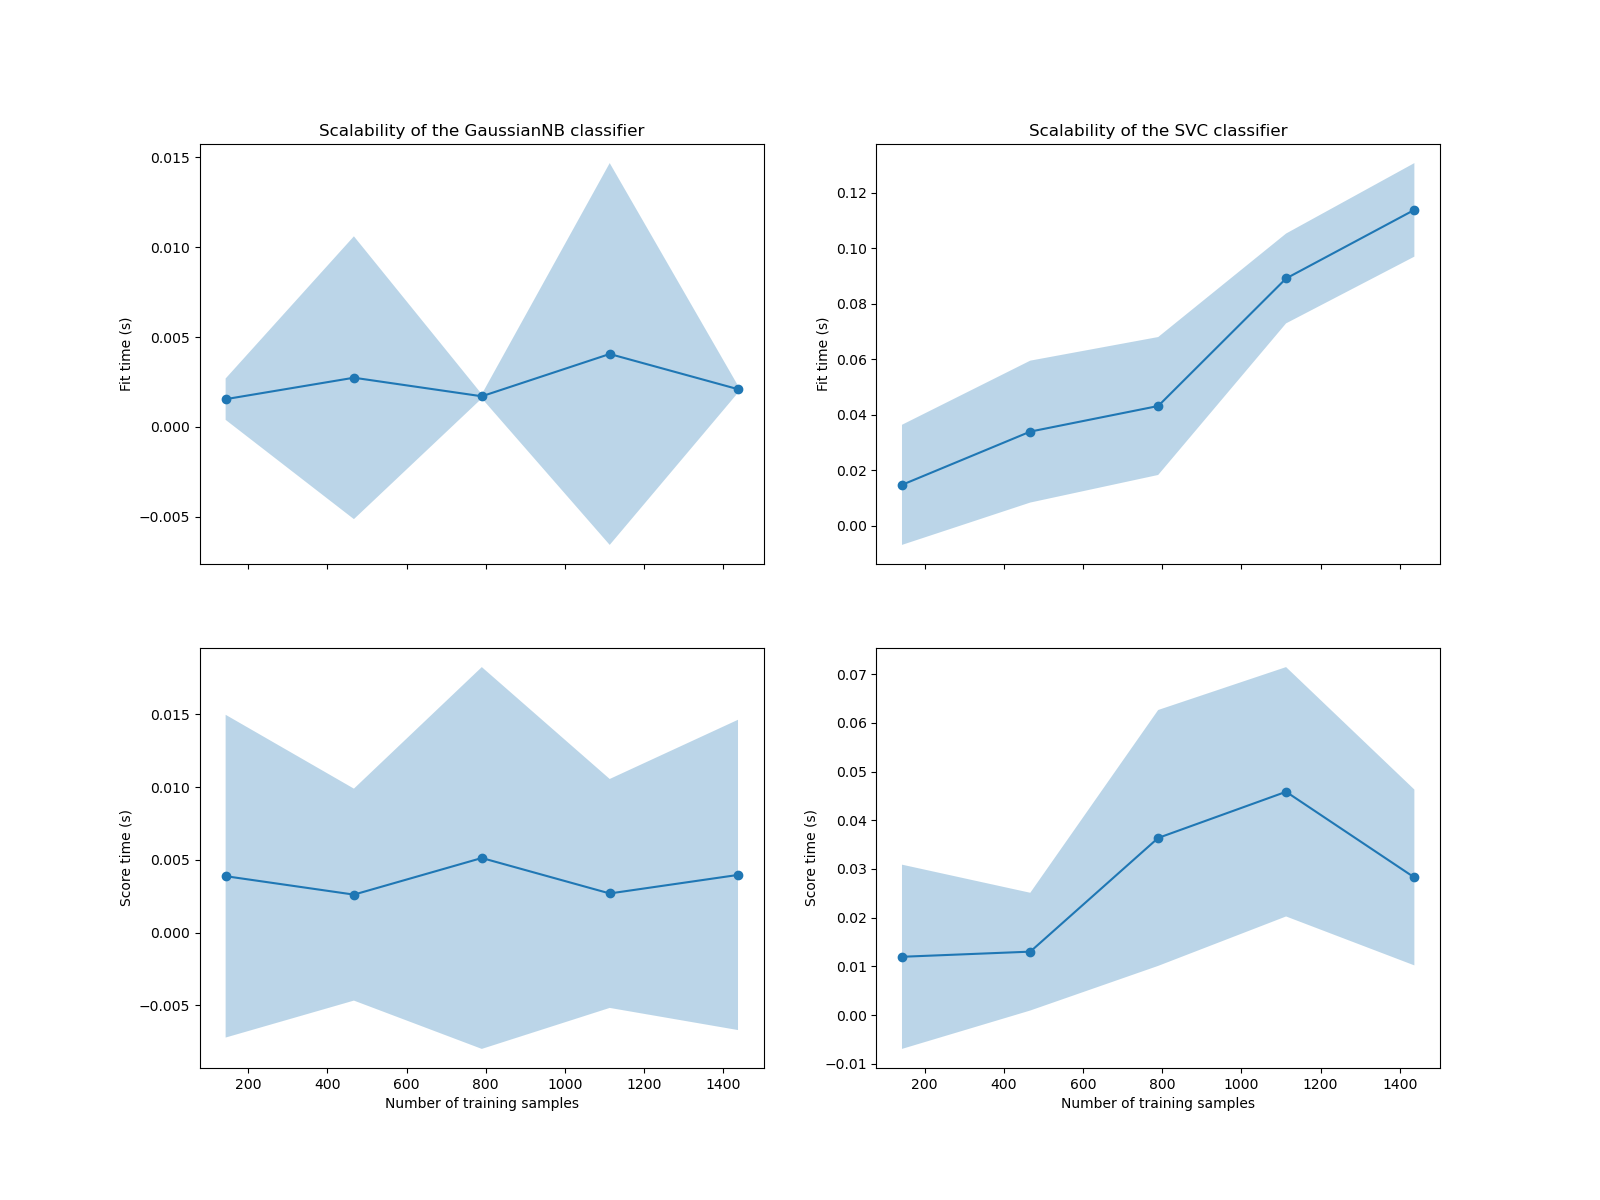 Scalability of the GaussianNB classifier
0.015
0.010
0.005
0.000
−0.005
Fit time (s)
Scalability of the SVC classifier
0.12
0.10
0.08
0.06
0.04
0.02
0.00
Fit time (s)
0.015
0.010
0.005
0.000
−0.005
Score time (s)
200 400 600 800 1000 1200 1400
Number of training samples
0.07
0.06
0.05
0.04
0.03
0.02
0.01
0.00
−0.01
Score time (s)
200 400 600 800 1000 1200 1400
Number of training samples